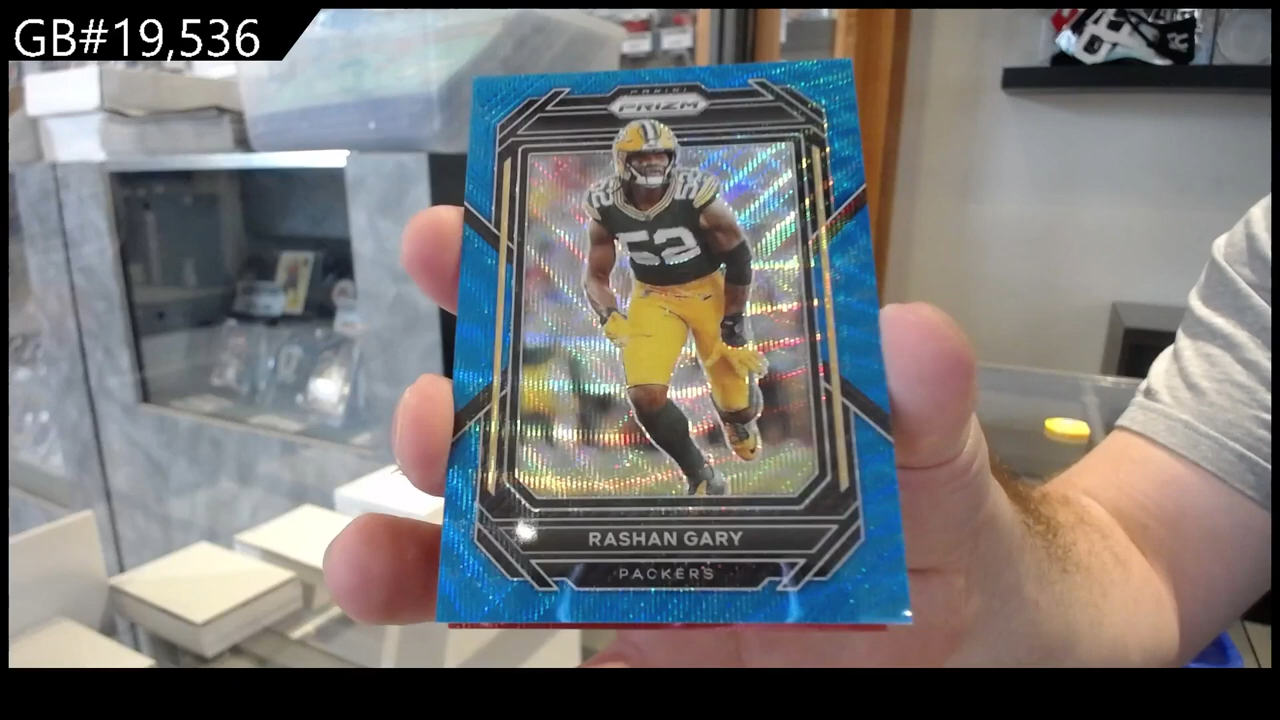 GB#19,536
PANINI
PRIZM
52
RASHAN GARY
PACKERS